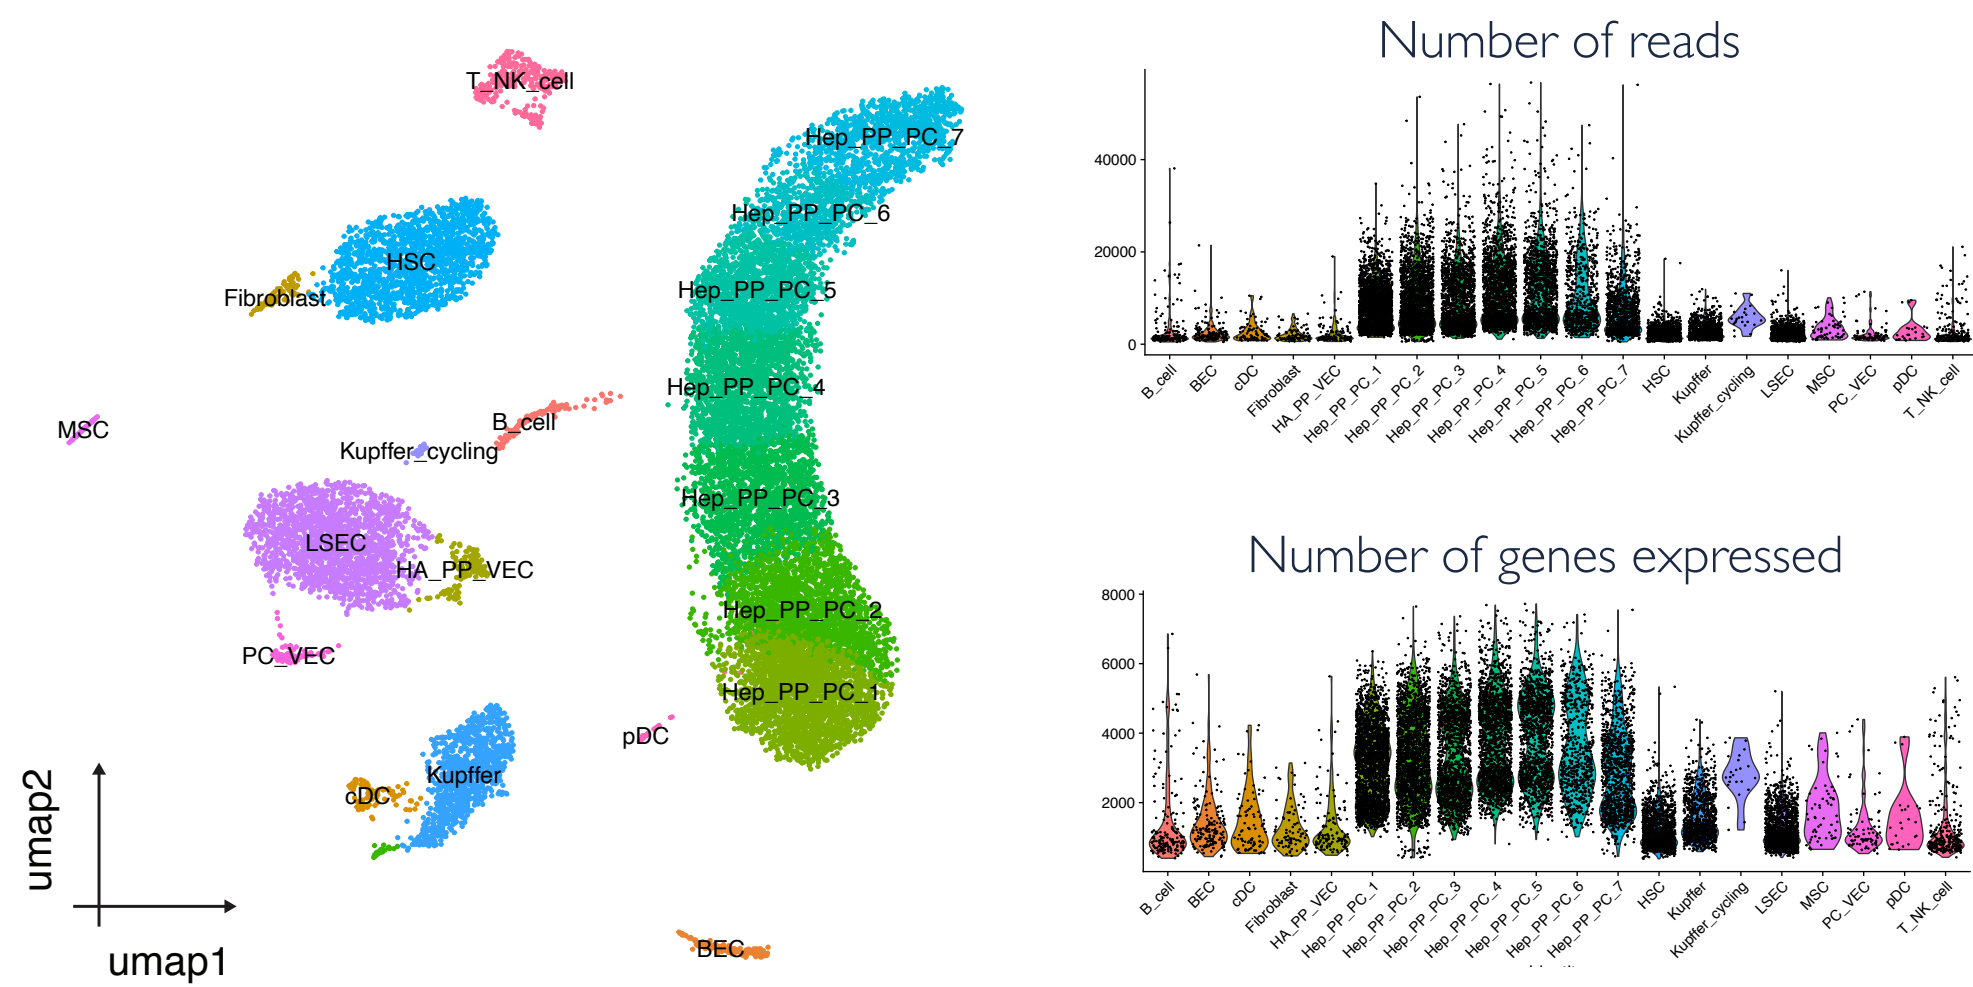 T_NK_cell
Hep_PP_PC_7
Hep_PP_PC_6
HSC
Fibroblast
Hep_PP_PC_5
Hep_PP_PC_4
MSC
B_cell
Kupffer_cycling
Hep_PP_PC_3
LSEC
HA_PP_VEC
Hep_PP_PC_2
PC_VEC
Hep_PP_PC_1
pDC
Kupffer
cDC
BEC
umap2
umap1
Number of reads
40000
20000
0
B_cell
BEC
cDC
Fibroblast
HA_PP_VEC
Hep_PP_PC_1
Hep_PP_PC_2
Hep_PP_PC_3
Hep_PP_PC_4
Hep_PP_PC_5
Hep_PP_PC_6
Hep_PP_PC_7
HSC
Kupffer
Kupffer_cycling
LSEC
MSC
PC_VEC
pDC
T_NK_cell
Number of genes expressed
8000
6000
4000
2000
B_cell
BEC
cDC
Fibroblast
HA_PP_VEC
Hep_PP_PC_1
Hep_PP_PC_2
Hep_PP_PC_3
Hep_PP_PC_4
Hep_PP_PC_5
Hep_PP_PC_6
Hep_PP_PC_7
HSC
Kupffer
Kupffer_cycling
LSEC
MSC
PC_VEC
pDC
T_NK_cell